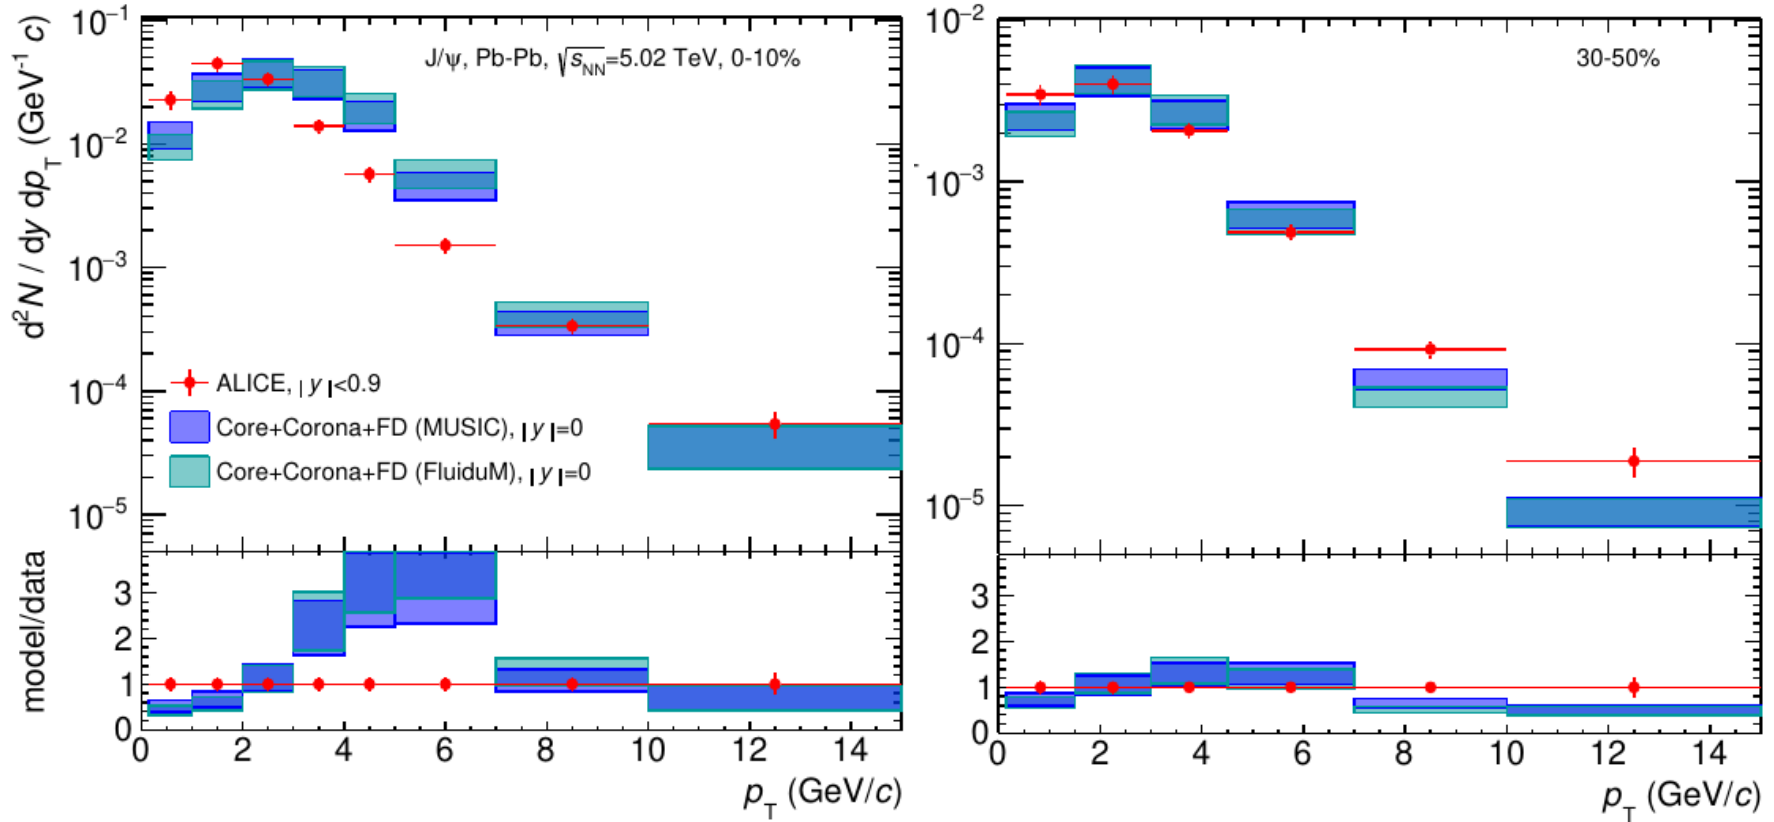 J/ψ, Pb-Pb, √s_NN=5.02 TeV, 0-10%
d²N / dy dp_T (GeV⁻¹ c)
10⁻¹
10⁻²
10⁻³
10⁻⁴
10⁻⁵
ALICE, |y|<0.9
Core+Corona+FD (MUSIC), |y|=0
Core+Corona+FD (FluiduM), |y|=0
model/data
3
2
1
0
0 2 4 6 8 10 12 14
p_T (GeV/c)
30-50%
10⁻²
10⁻³
10⁻⁴
10⁻⁵
3
2
1
0
0 2 4 6 8 10 12 14
p_T (GeV/c)